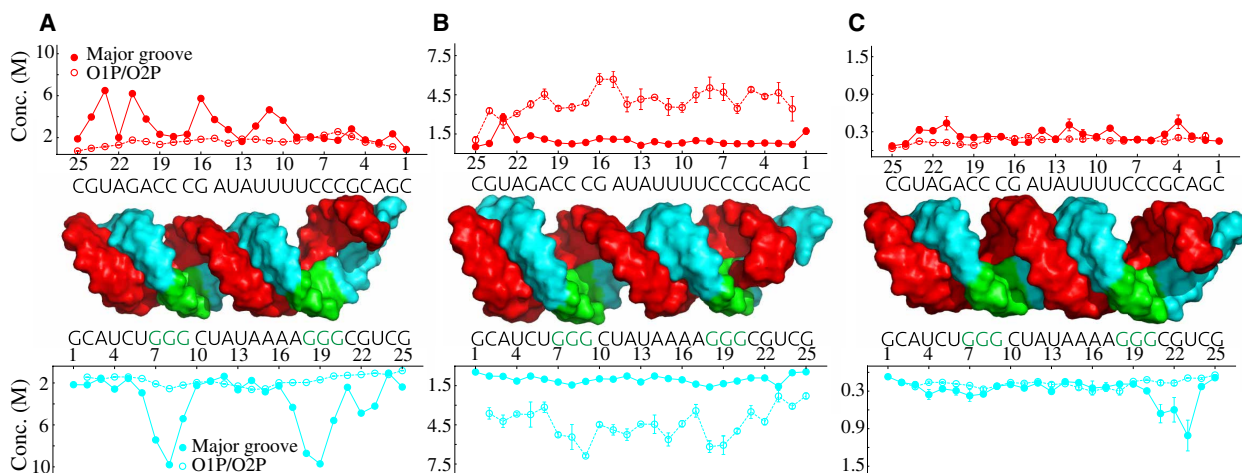 A
Conc. (M)
10
6
2
Major groove
O1P/O2P
25 22 19 16 13 10 7 4 1
CGUAGACC CG AUAUUUUCCCGCAGC
GCAUCUGGG CUAUAAAAGGGCGUCG
1 4 7 10 13 16 19 22 25
Conc. (M)
2
6
10
Major groove
O1P/O2P
B
7.5
4.5
1.5
25 22 19 16 13 10 7 4 1
CGUAGACC CG AUAUUUUCCCGCAGC
GCAUCUGGG CUAUAAAAGGGCGUCG
1 4 7 10 13 16 19 22 25
1.5
4.5
7.5
C
1.5
0.9
0.3
25 22 19 16 13 10 7 4 1
CGUAGACC CG AUAUUUUCCCGCAGC
GCAUCUGGG CUAUAAAAGGGCGUCG
1 4 7 10 13 16 19 22 25
0.3
0.9
1.5